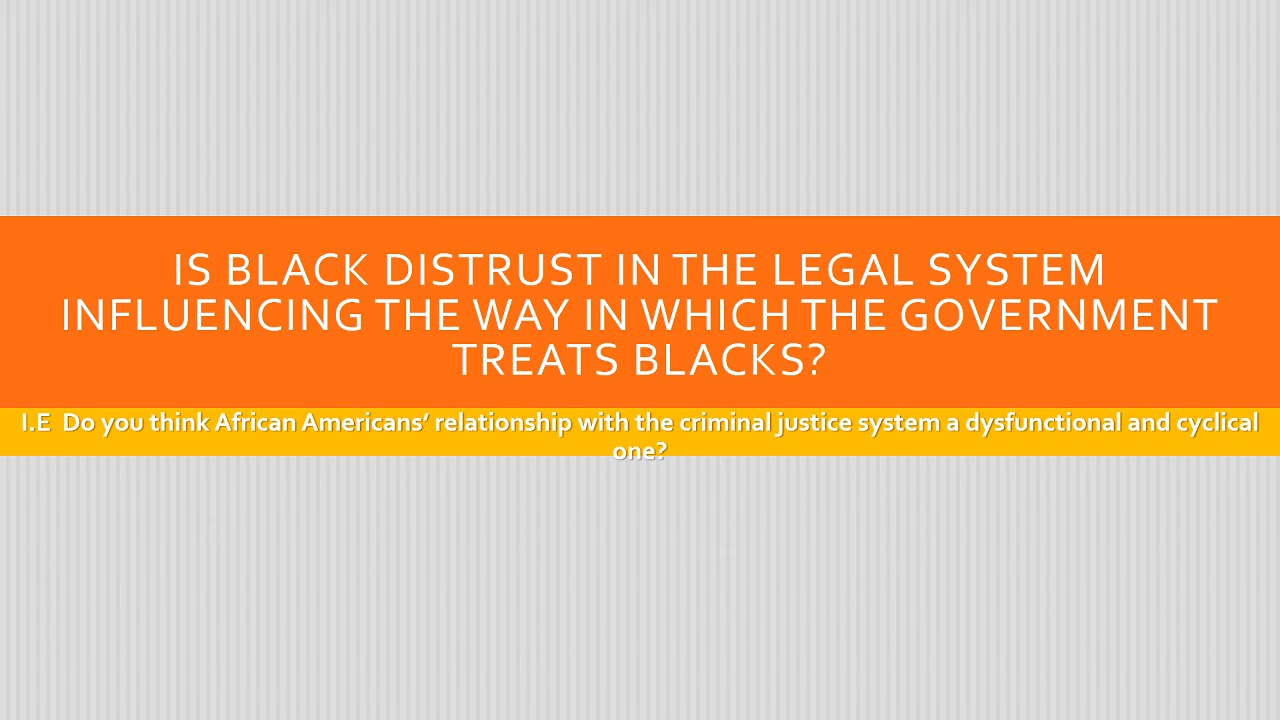 IS BLACK DISTRUST IN THE LEGAL SYSTEM
INFLUENCING THE WAY IN WHICH THE GOVERNMENT
TREATS BLACKS?
I.E  Do you think African Americans’ relationship with the criminal justice system a dysfunctional and cyclical
one?